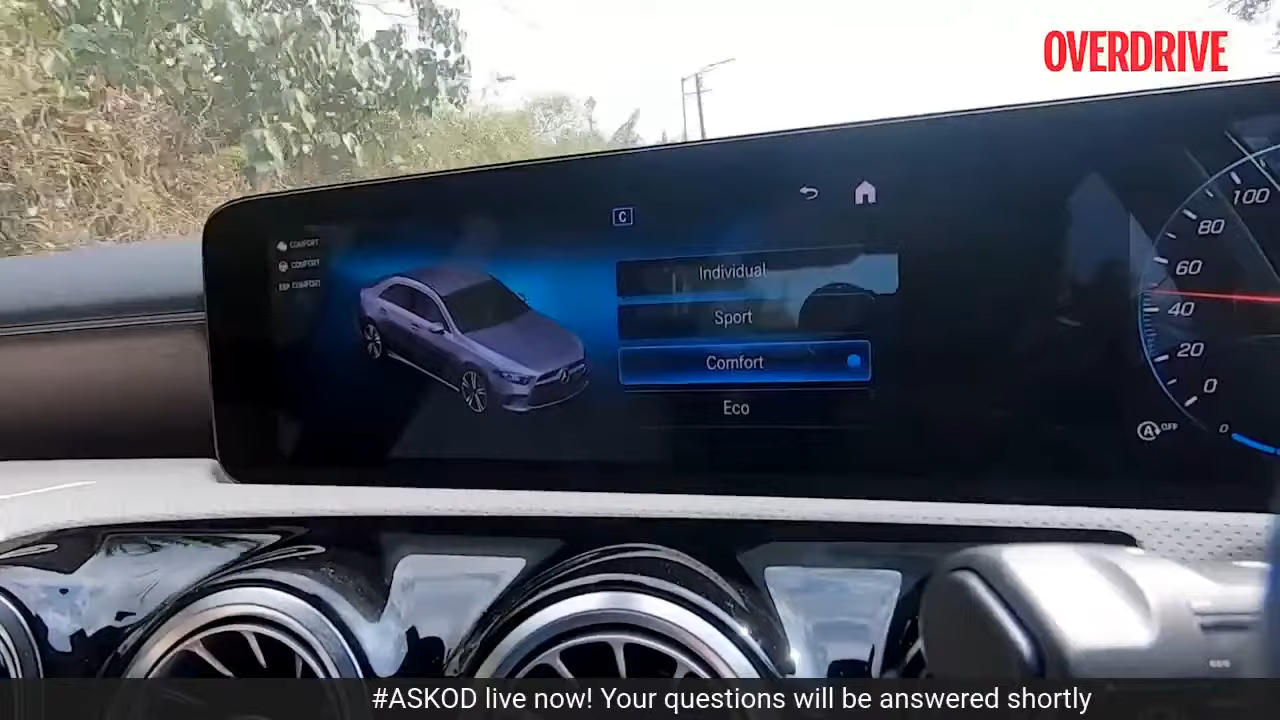 OVERDRIVE
C
COMFORT
COMFORT
COMFORT
Individual
Sport
Comfort
Eco
100
80
60
40
20
0
A OFF
0
#ASKOD live now! Your questions will be answered shortly